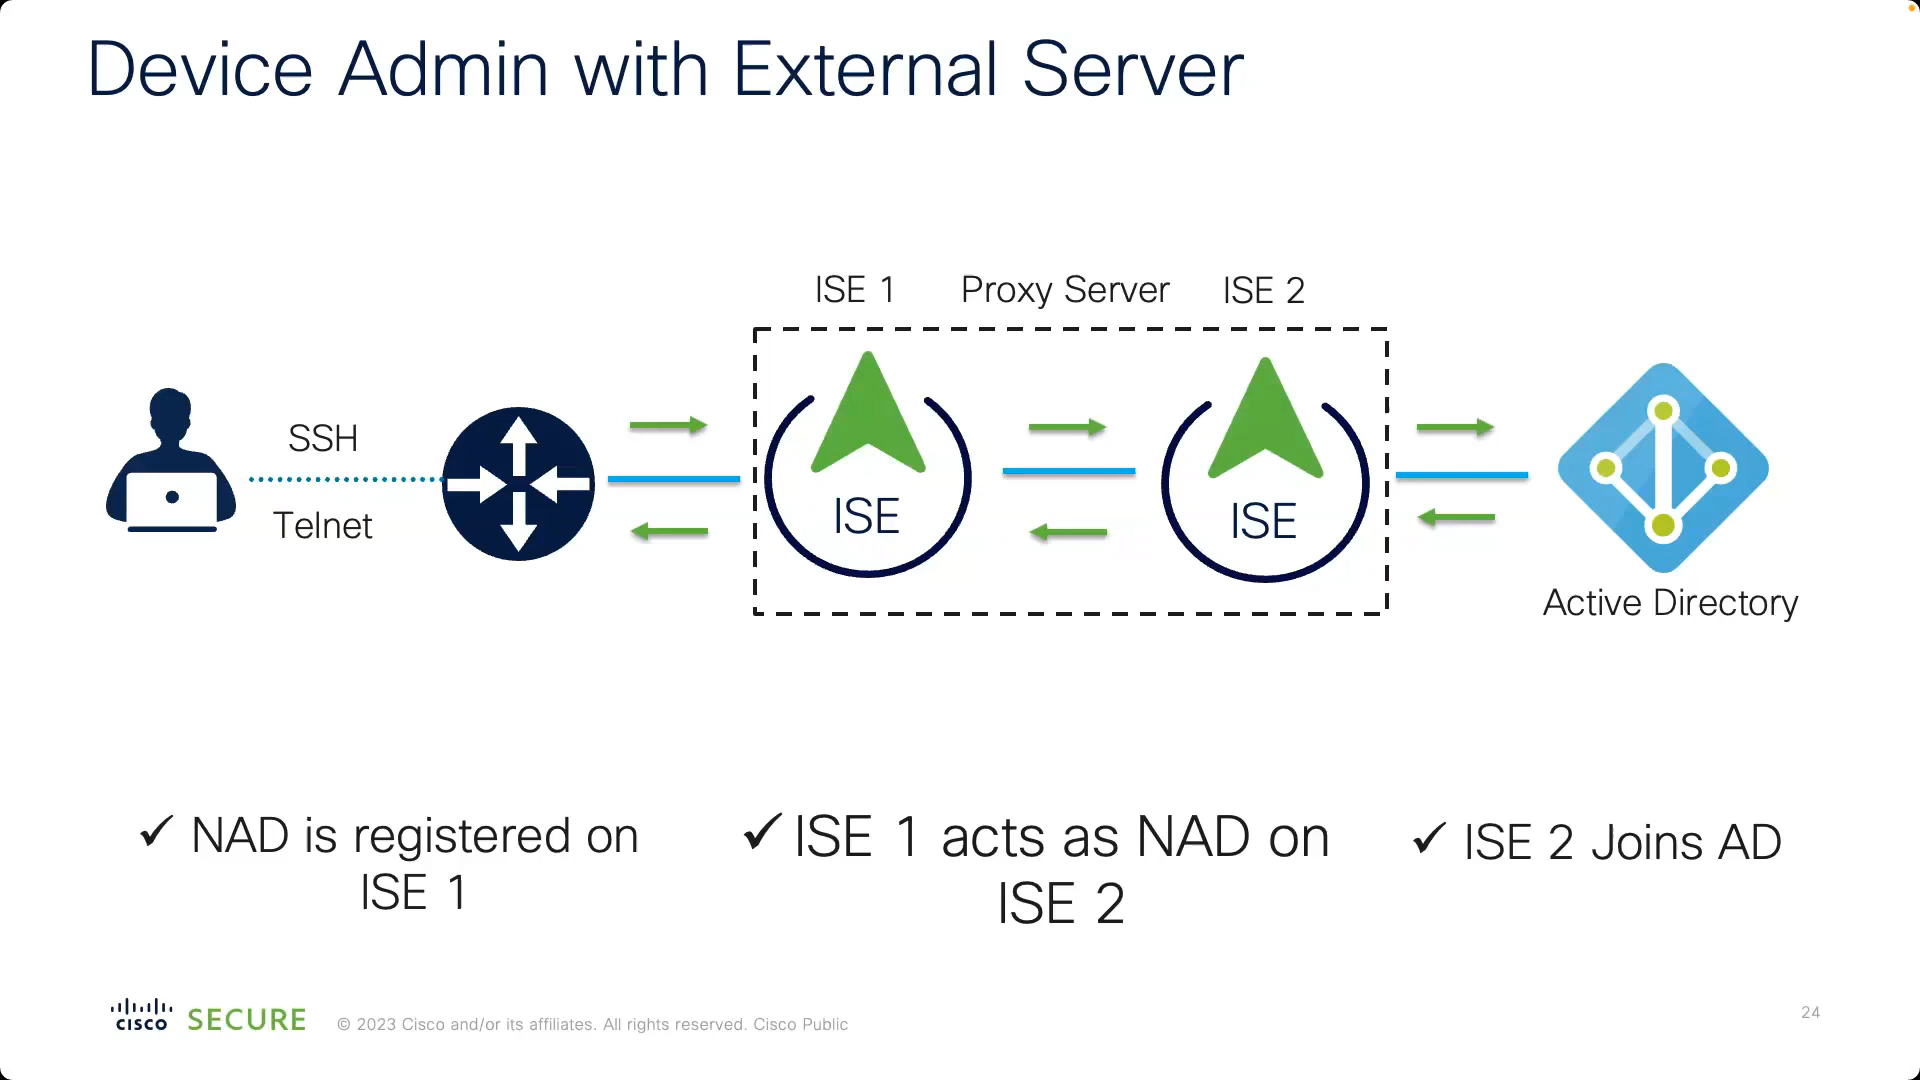 Device Admin with External Server
ISE 1 Proxy Server ISE 2
SSH
Telnet
ISE
ISE
Active Directory
✓ NAD is registered on
ISE 1
✓ ISE 1 acts as NAD on
ISE 2
✓ ISE 2 Joins AD
CISCO SECURE © 2023 Cisco and/or its affiliates. All rights reserved. Cisco Public
24